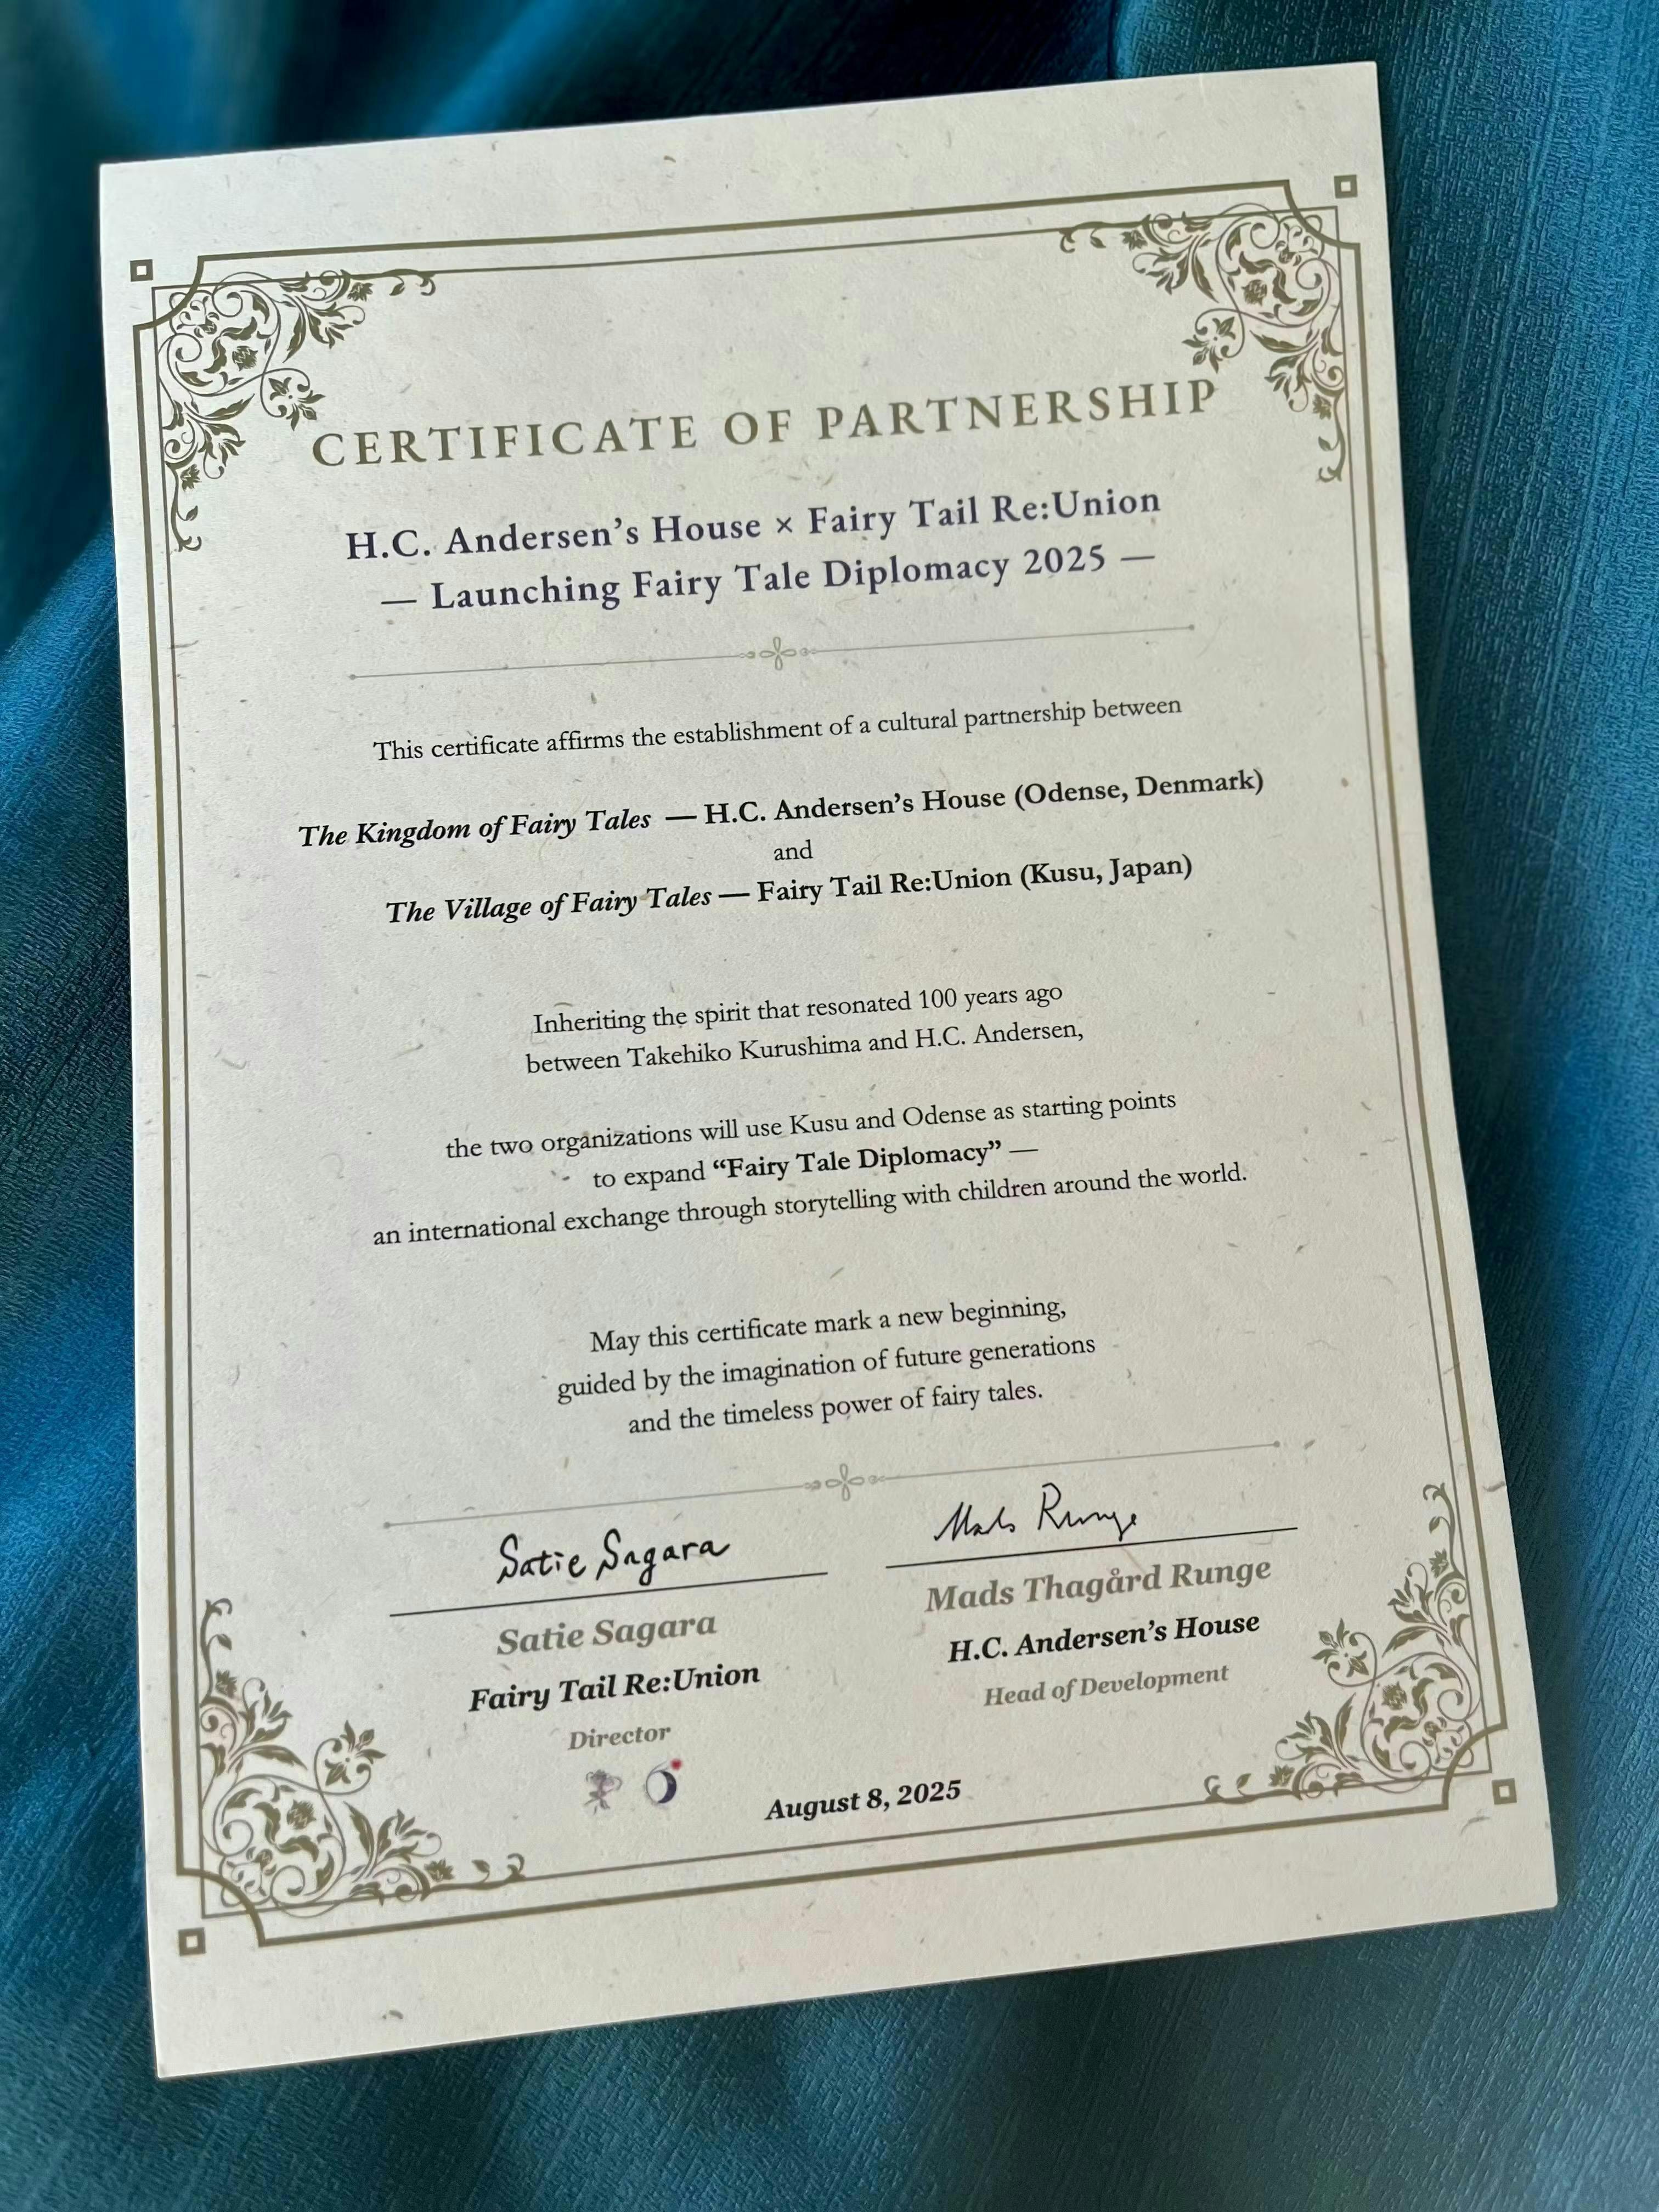 CERTIFICATE OF PARTNERSHIP
H.C. Andersen’s House × Fairy Tail Re:Union
— Launching Fairy Tale Diplomacy 2025 —
This certificate affirms the establishment of a cultural partnership between
The Kingdom of Fairy Tales — H.C. Andersen’s House (Odense, Denmark)
and
The Village of Fairy Tales — Fairy Tail Re:Union (Kusu, Japan)
Inheriting the spirit that resonated 100 years ago
between Takehiko Kurushima and H.C. Andersen,
the two organizations will use Kusu and Odense as starting points
to expand “Fairy Tale Diplomacy” —
an international exchange through storytelling with children around the world.
May this certificate mark a new beginning,
guided by the imagination of future generations
and the timeless power of fairy tales.
Satie Sagara
Satie Sagara
Fairy Tail Re:Union
Director
Mads Runge
Mads Thagård Runge
H.C. Andersen’s House
Head of Development
August 8, 2025